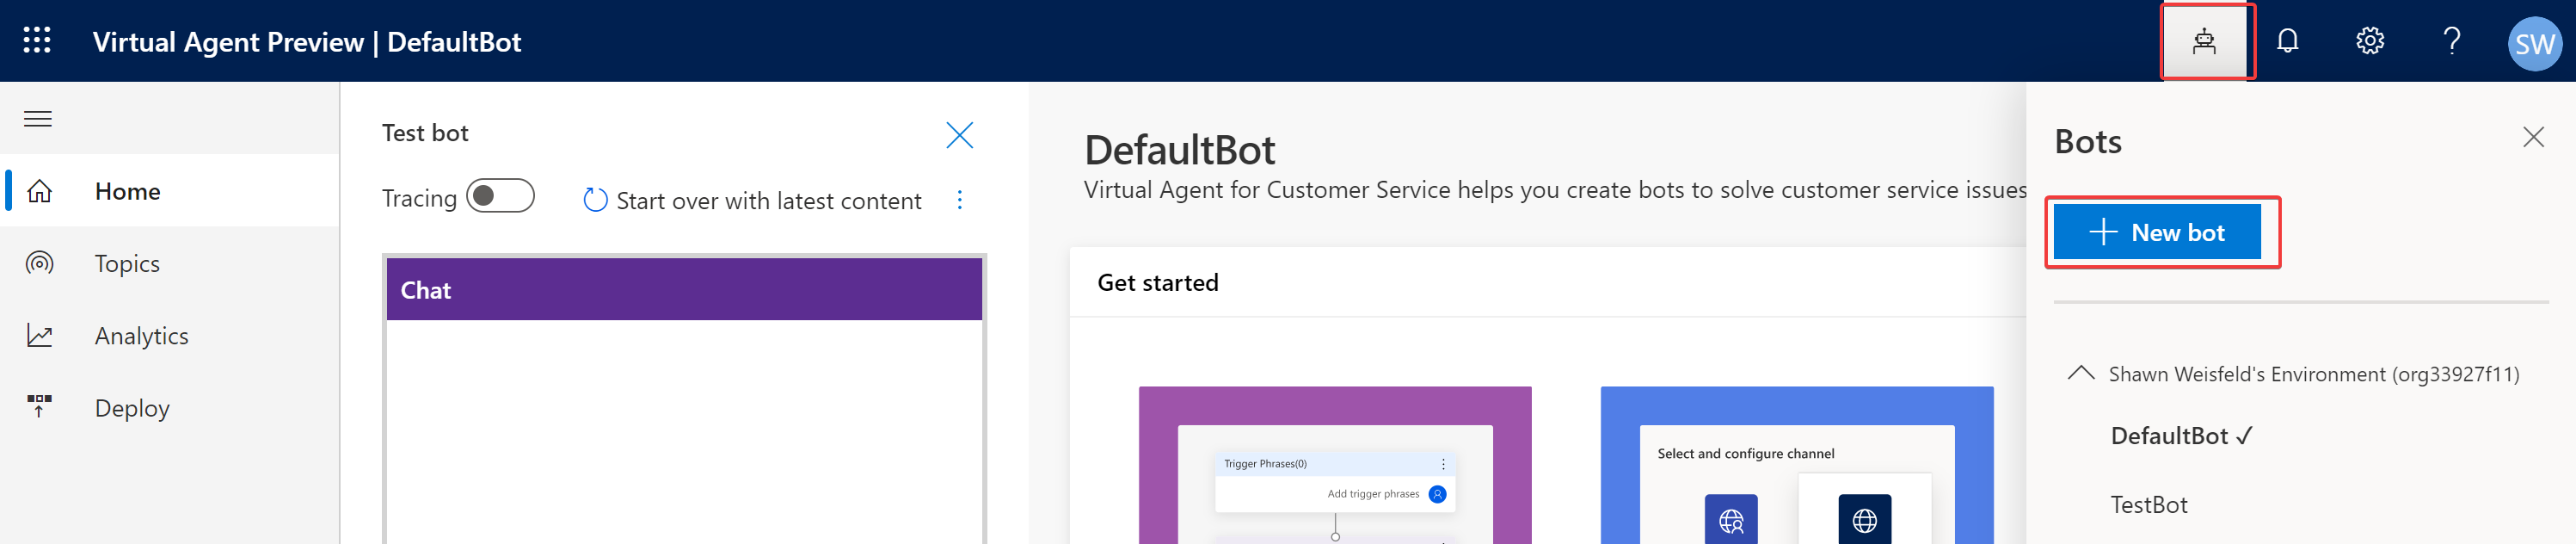 Virtual Agent Preview | DefaultBot
SW
Home
Topics
Analytics
Deploy
Test bot
Tracing
Start over with latest content
Chat
DefaultBot
Virtual Agent for Customer Service helps you create bots to solve customer service issues
Get started
Trigger Phrases(0)
Add trigger phrases
Select and configure channel
Bots
New bot
Shawn Weisfeld's Environment (org33927f11)
DefaultBot
TestBot